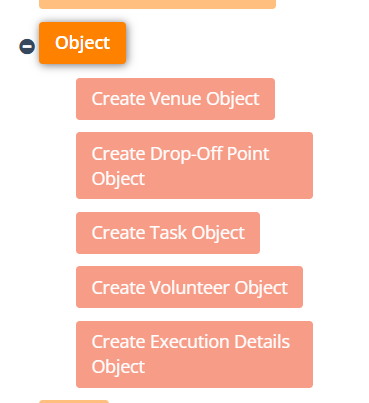 Object
Create Venue Object
Create Drop-Off Point
Object
Create Task Object
Create Volunteer Object
Create Execution Details
Object